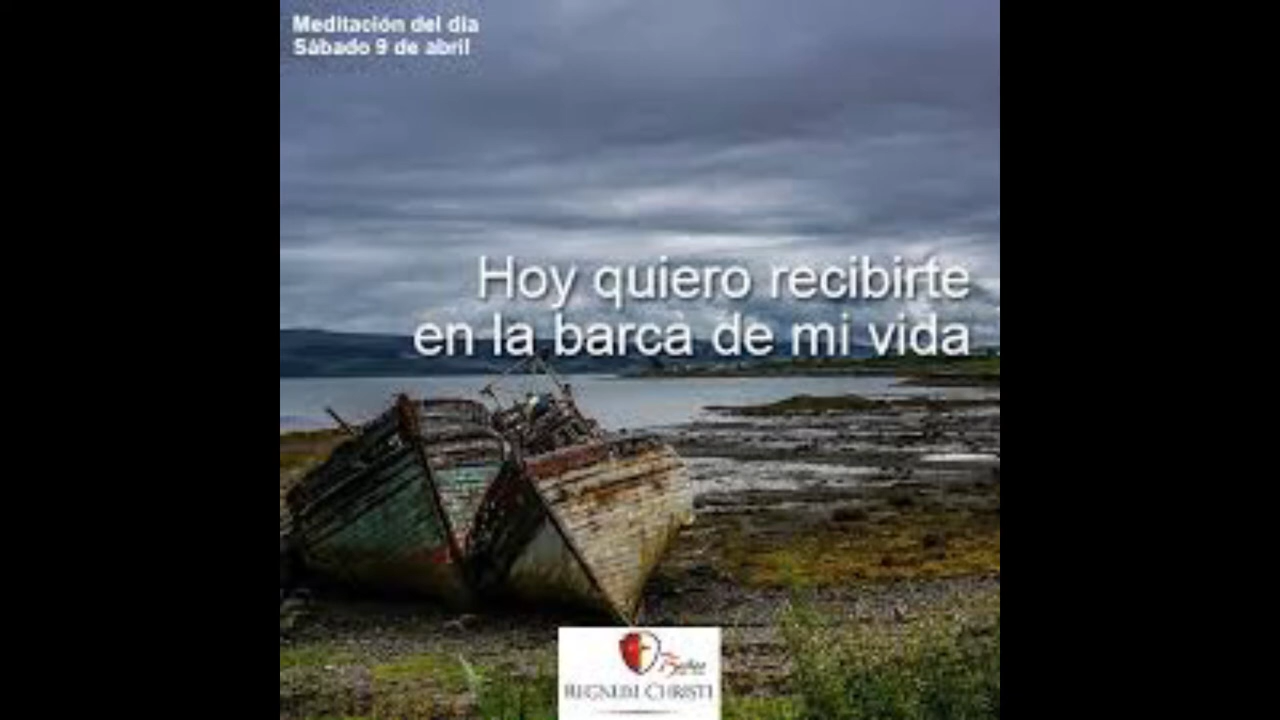 Meditación del día
Sábado 9 de abril
Hoy quiero recibirte
en la barca de mi vida
REGNUM CHRISTI